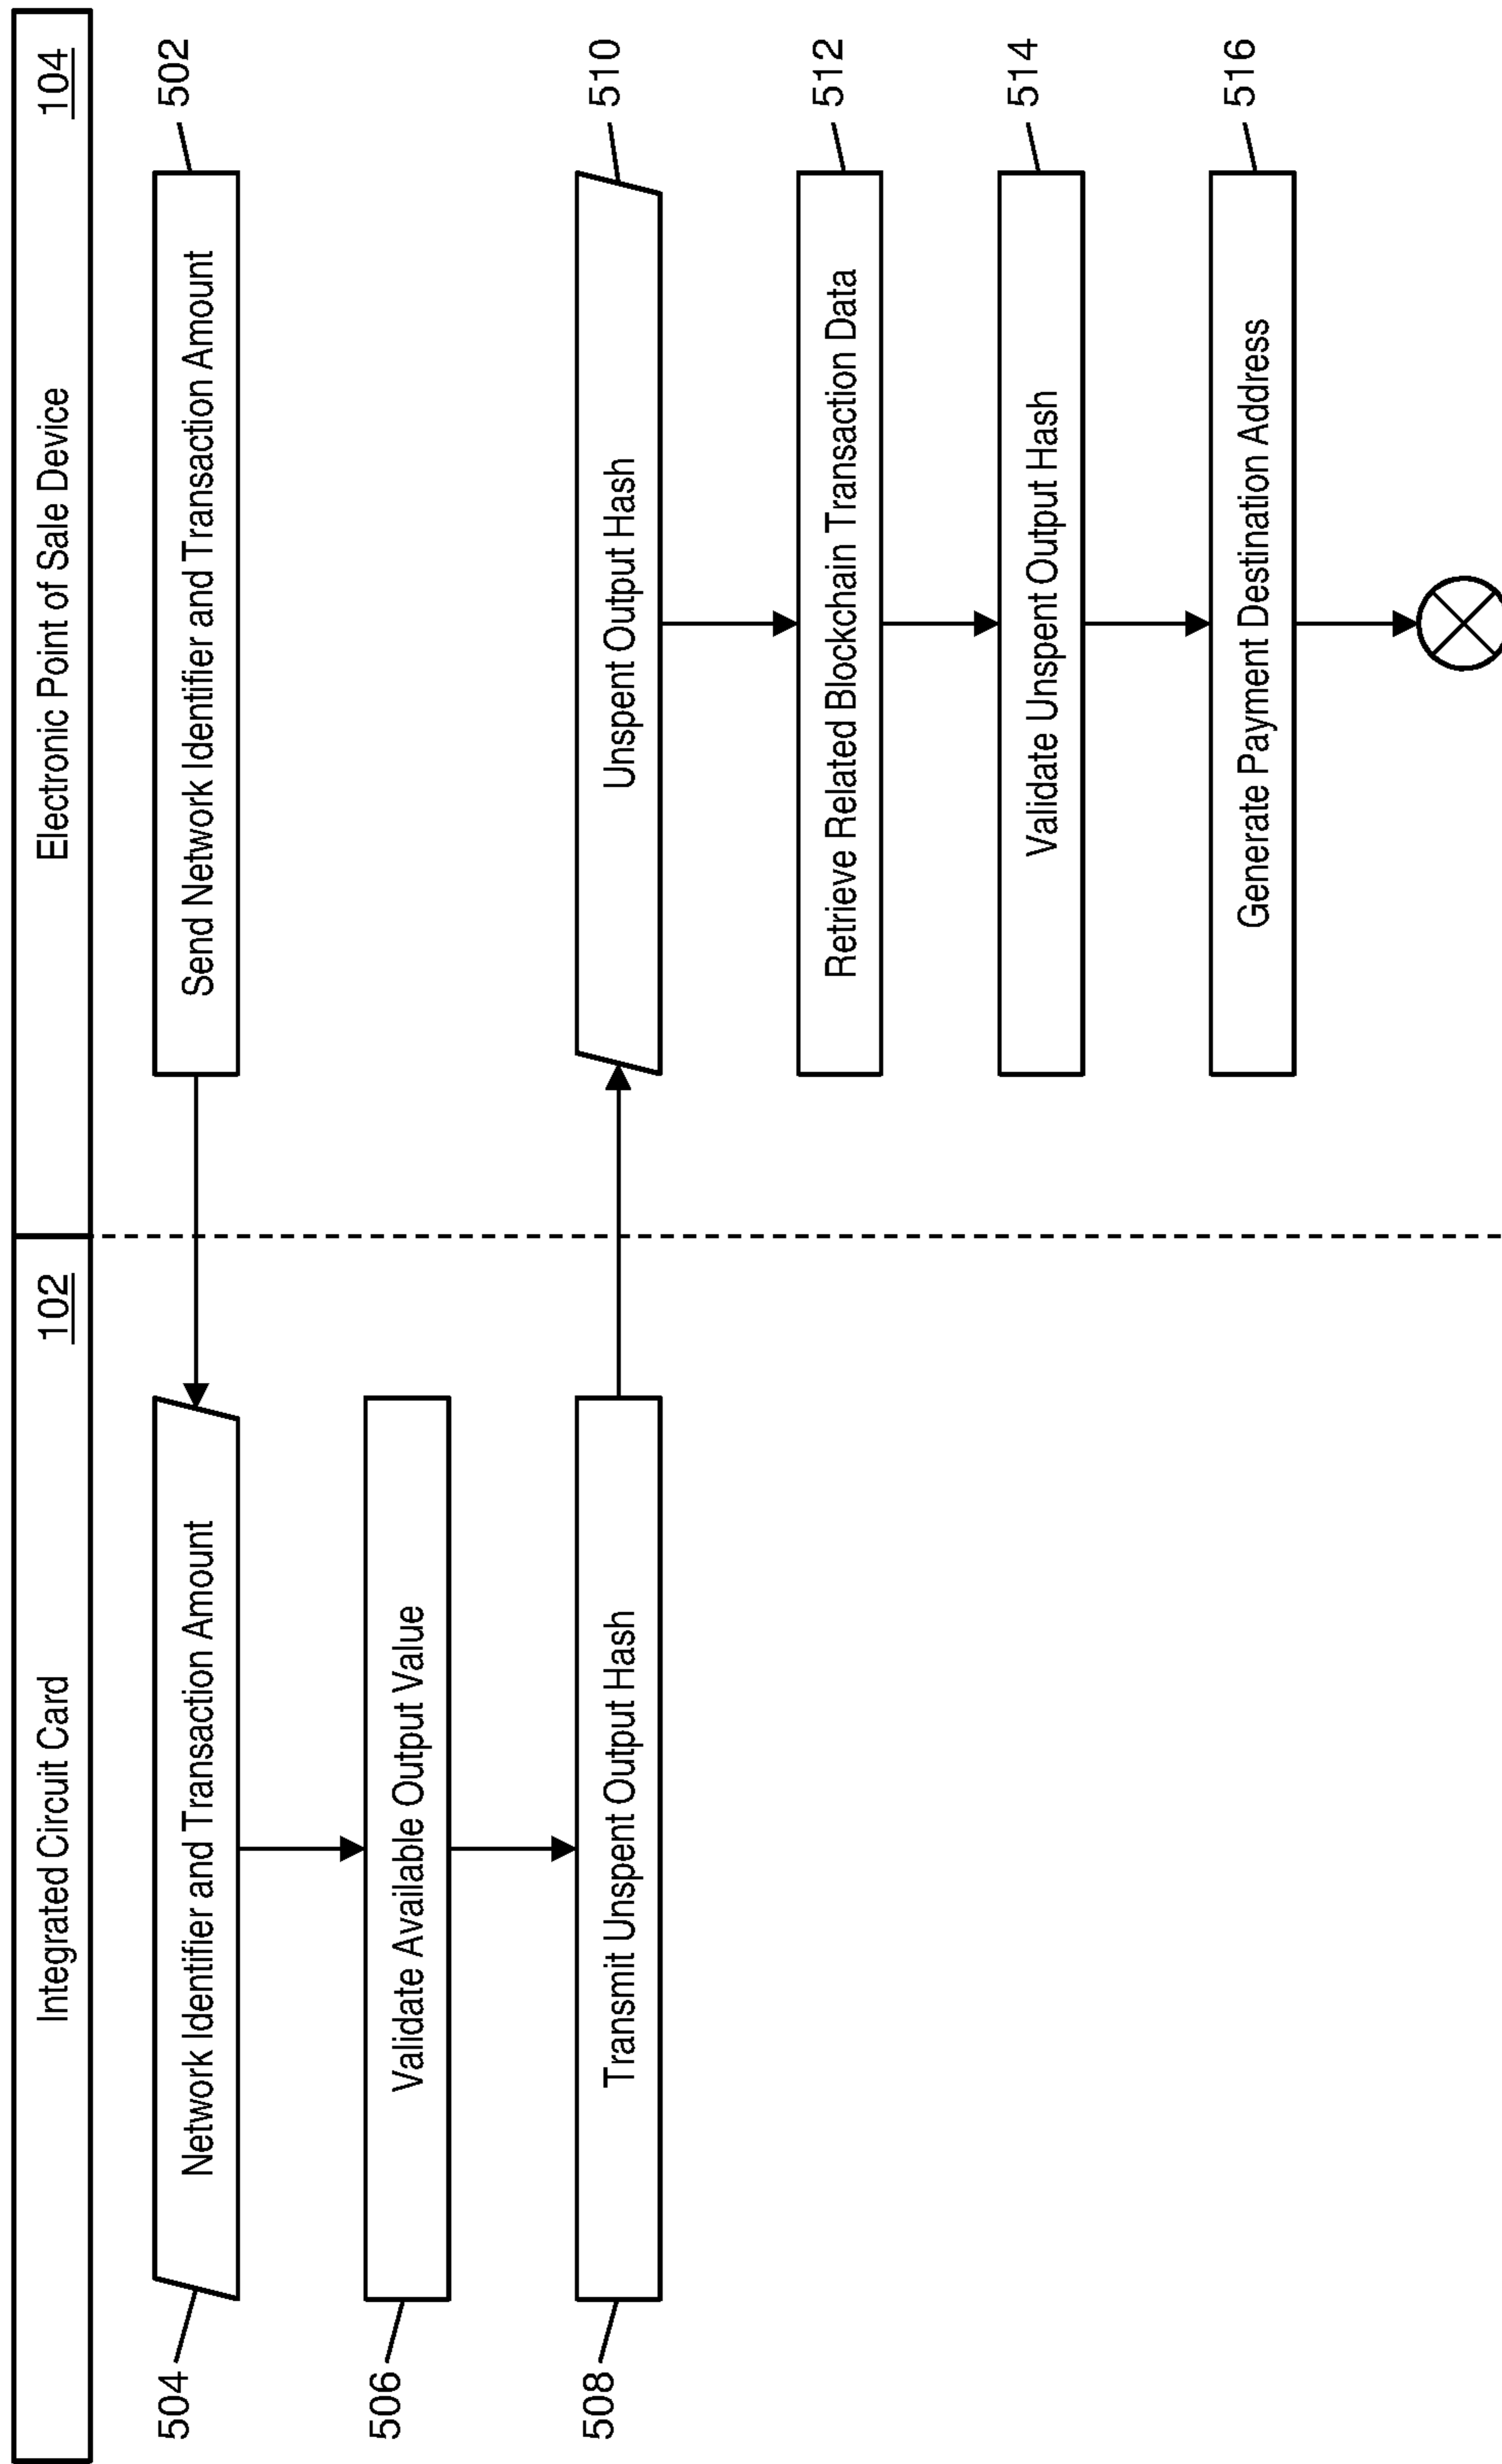 Integrated Circuit Card 102
Electronic Point of Sale Device 104
Send Network Identifier and Transaction Amount 502
504 Network Identifier and Transaction Amount
506 Validate Available Output Value
508 Transmit Unspent Output Hash
Unspent Output Hash 510
Retrieve Related Blockchain Transaction Data 512
Validate Unspent Output Hash 514
Generate Payment Destination Address 516